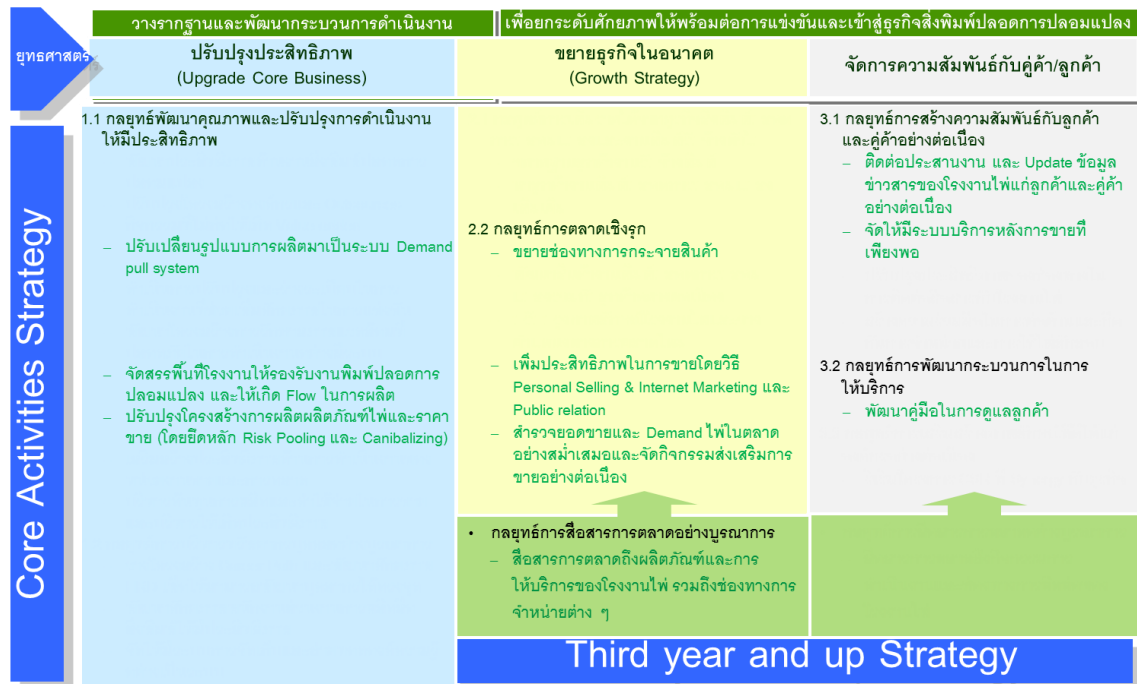 วางรากฐานและพัฒนากระบวนการดำเนินงาน
เพื่อยกระดับศักยภาพให้พร้อมต่อการแข่งขันและเข้าสู่ธุรกิจสิ่งพิมพ์ปลอดการปลอมแปลง
ยุทธศาสตร์
ปรับปรุงประสิทธิภาพ
(Upgrade Core Business)
ขยายธุรกิจในอนาคต
(Growth Strategy)
จัดการความสัมพันธ์กับคู่ค้า/ลูกค้า
Core Activities Strategy
1.1 กลยุทธ์พัฒนาคุณภาพและปรับปรุงการดำเนินงาน
ให้มีประสิทธิภาพ
– ปรับเปลี่ยนรูปแบบการผลิตมาเป็นระบบ Demand
pull system
– จัดสรรพื้นที่โรงงานให้รองรับงานพิมพ์ปลอดการ
ปลอมแปลง และให้เกิด Flow ในการผลิต
– ปรับปรุงโครงสร้างการผลิตผลิตภัณฑ์ไพ่และราคา
ขาย (โดยยึดหลัก Risk Pooling และ Canibalizing)
2.2 กลยุทธ์การตลาดเชิงรุก
– ขยายช่องทางการกระจายสินค้า
– เพิ่มประสิทธิภาพในการขายโดยวิธี
Personal Selling & Internet Marketing และ
Public relation
– สำรวจยอดขายและ Demand ไพ่ในตลาด
อย่างสม่ำเสมอและจัดกิจกรรมส่งเสริมการ
ขายอย่างต่อเนื่อง
• กลยุทธ์การสื่อสารการตลาดอย่างบูรณาการ
– สื่อสารการตลาดถึงผลิตภัณฑ์และการ
ให้บริการของโรงงานไพ่ รวมถึงช่องทางการ
จำหน่ายต่าง ๆ
3.1 กลยุทธ์การสร้างความสัมพันธ์กับลูกค้า
และคู่ค้าอย่างต่อเนื่อง
– ติดต่อประสานงาน และ Update ข้อมูล
ข่าวสารของโรงงานไพ่แก่ลูกค้าและคู่ค้า
อย่างต่อเนื่อง
– จัดให้มีระบบบริการหลังการขายที่
เพียงพอ
3.2 กลยุทธ์การพัฒนากระบวนการในการ
ให้บริการ
– พัฒนาคู่มือในการดูแลลูกค้า
Third year and up Strategy